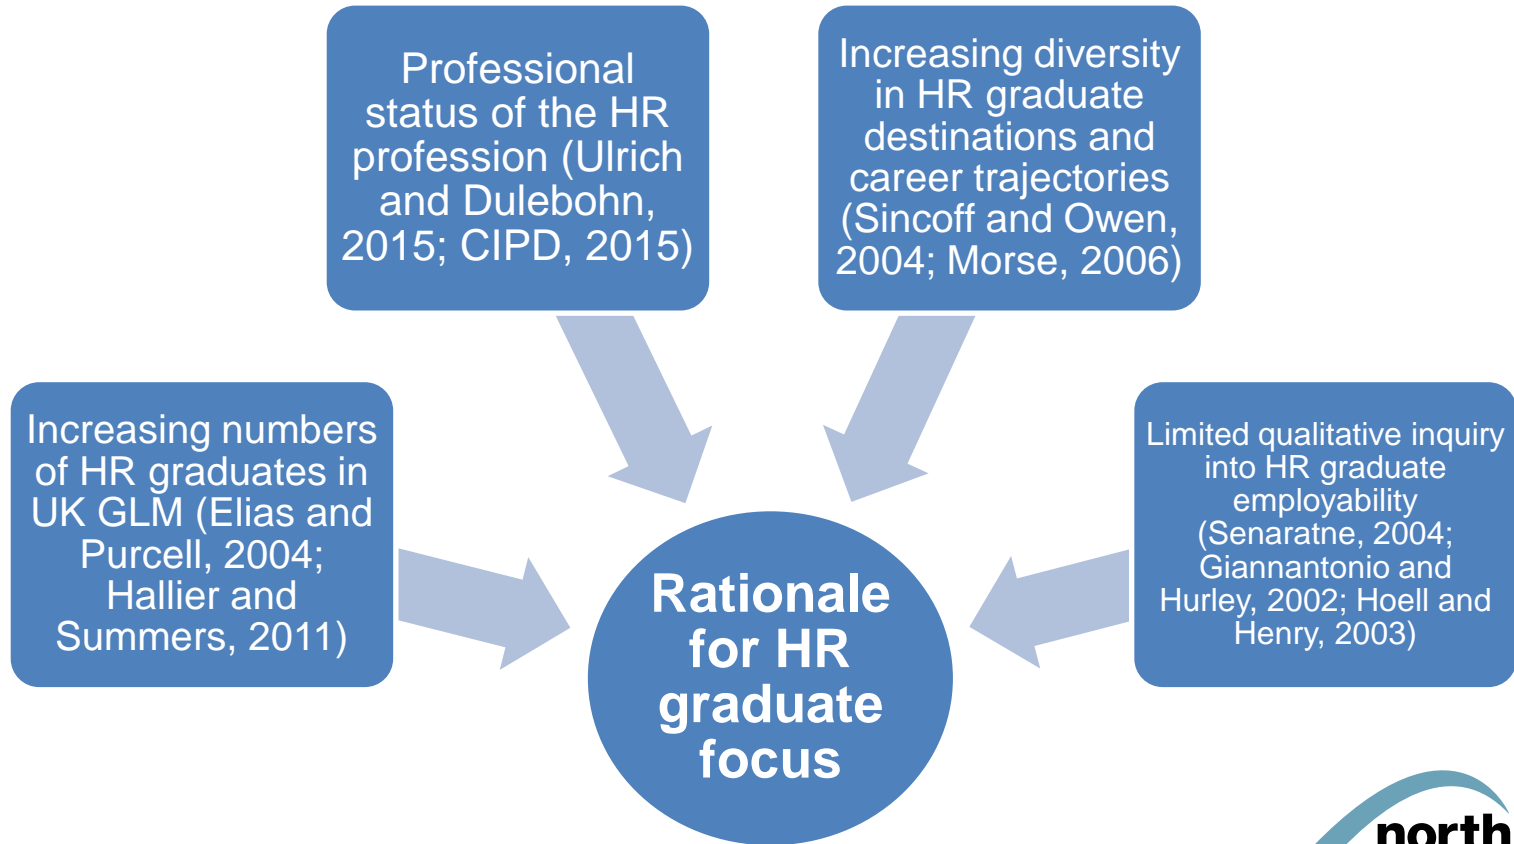 Professional
status of the HR
profession (Ulrich
and Dulebohn,
2015; CIPD, 2015)
Increasing diversity
in HR graduate
destinations and
career trajectories
(Sincoff and Owen,
2004; Morse, 2006)
Increasing numbers
of HR graduates in
UK GLM (Elias and
Purcell, 2004;
Hallier and
Summers, 2011)
Limited qualitative inquiry
into HR graduate
employability
(Senaratne, 2004;
Giannantonio and
Hurley, 2002; Hoell and
Henry, 2003)
Rationale
for HR
graduate
focus
north